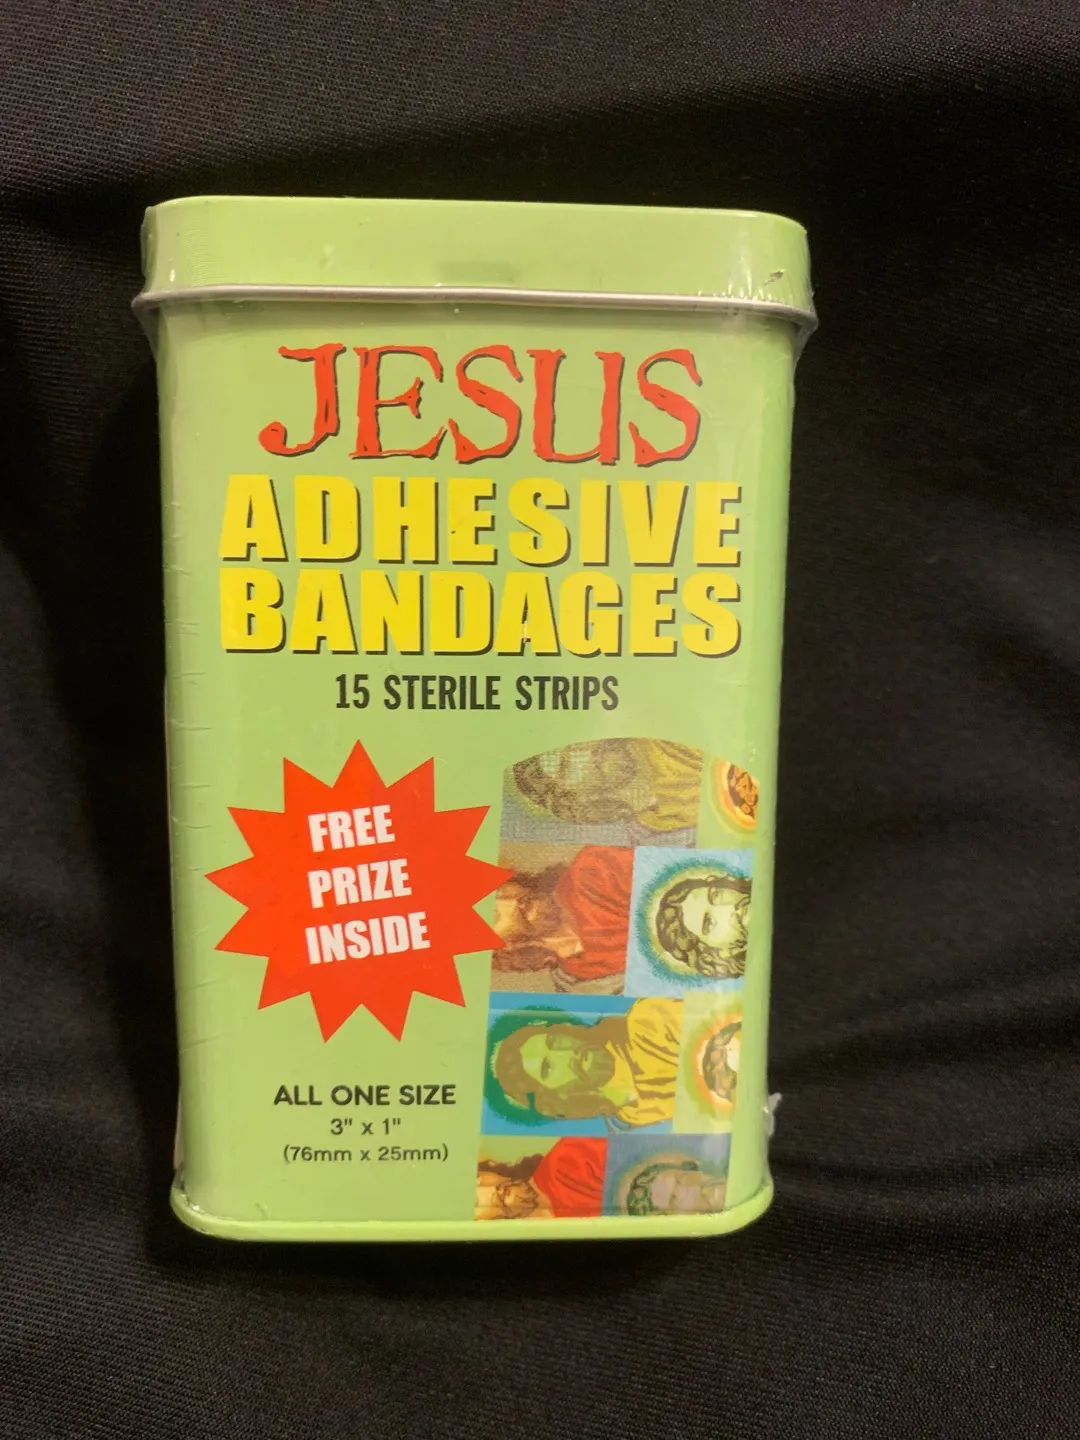 JESUS
ADHESIVE
BANDAGES
15 STERILE STRIPS
FREE
PRIZE
INSIDE
ALL ONE SIZE
3" x 1"
(76mm x 25mm)